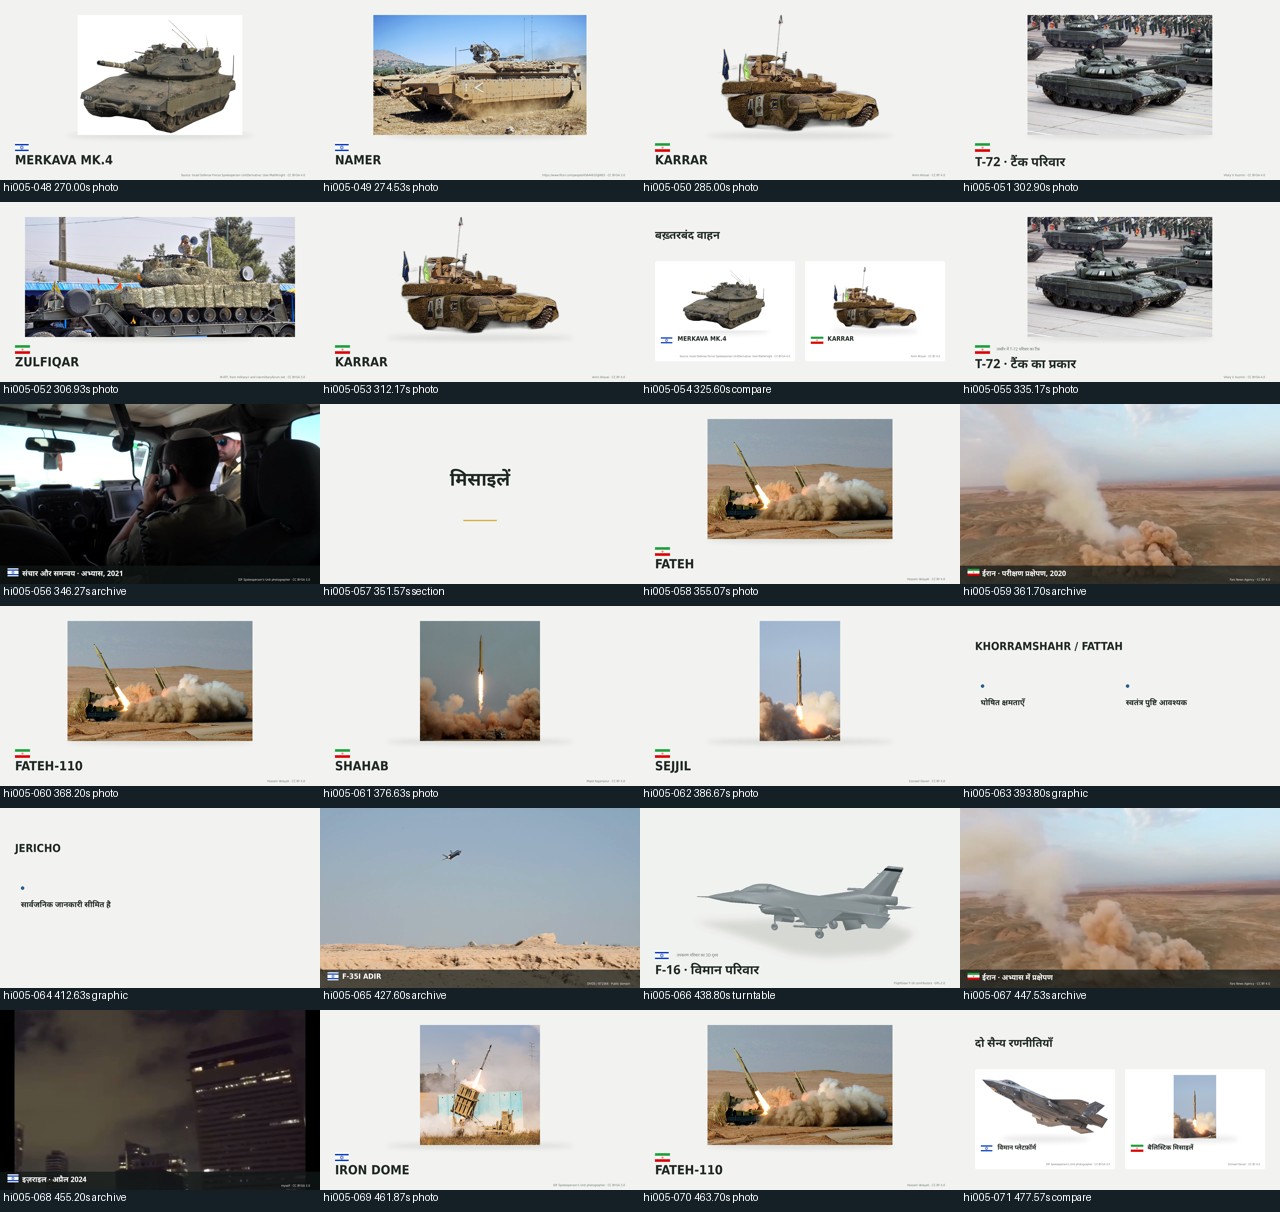 MERKAVA MK.4
NAMER
KARRAR
T-72 · टैंक परिवार
hi005-048 270.00s photo
hi005-049 274.53s photo
hi005-050 285.00s photo
hi005-051 302.90s photo
ZULFIQAR
KARRAR
बख़्तरबंद वाहन
MERKAVA MK.4
KARRAR
T-72 · टैंक का प्रकार
hi005-052 306.93s photo
hi005-053 312.17s photo
hi005-054 325.60s compare
hi005-055 335.17s photo
संचार और समन्वय · अभ्यास, 2021
मिसाइलें
FATEH
ईरान · परीक्षण प्रक्षेपण, 2020
hi005-056 346.27s archive
hi005-057 351.57s section
hi005-058 355.07s photo
hi005-059 361.70s archive
FATEH-110
SHAHAB
SEJJIL
KHORRAMSHAHR / FATTAH
घोषित क्षमताएँ
स्वतंत्र पुष्टि आवश्यक
hi005-060 368.20s photo
hi005-061 376.63s photo
hi005-062 386.67s photo
hi005-063 393.80s graphic
JERICHO
सार्वजनिक जानकारी सीमित है
F-35I ADIR
F-16 · विमान परिवार
ईरान · अभ्यास में प्रक्षेपण
hi005-064 412.63s graphic
hi005-065 427.60s archive
hi005-066 438.80s turntable
hi005-067 447.53s archive
इज़राइल · अप्रैल 2024
IRON DOME
FATEH-110
दो सैन्य रणनीतियाँ
विमान प्लेटफ़ॉर्म
बैलिस्टिक मिसाइलें
hi005-068 455.20s archive
hi005-069 461.87s photo
hi005-070 463.70s photo
hi005-071 477.57s compare